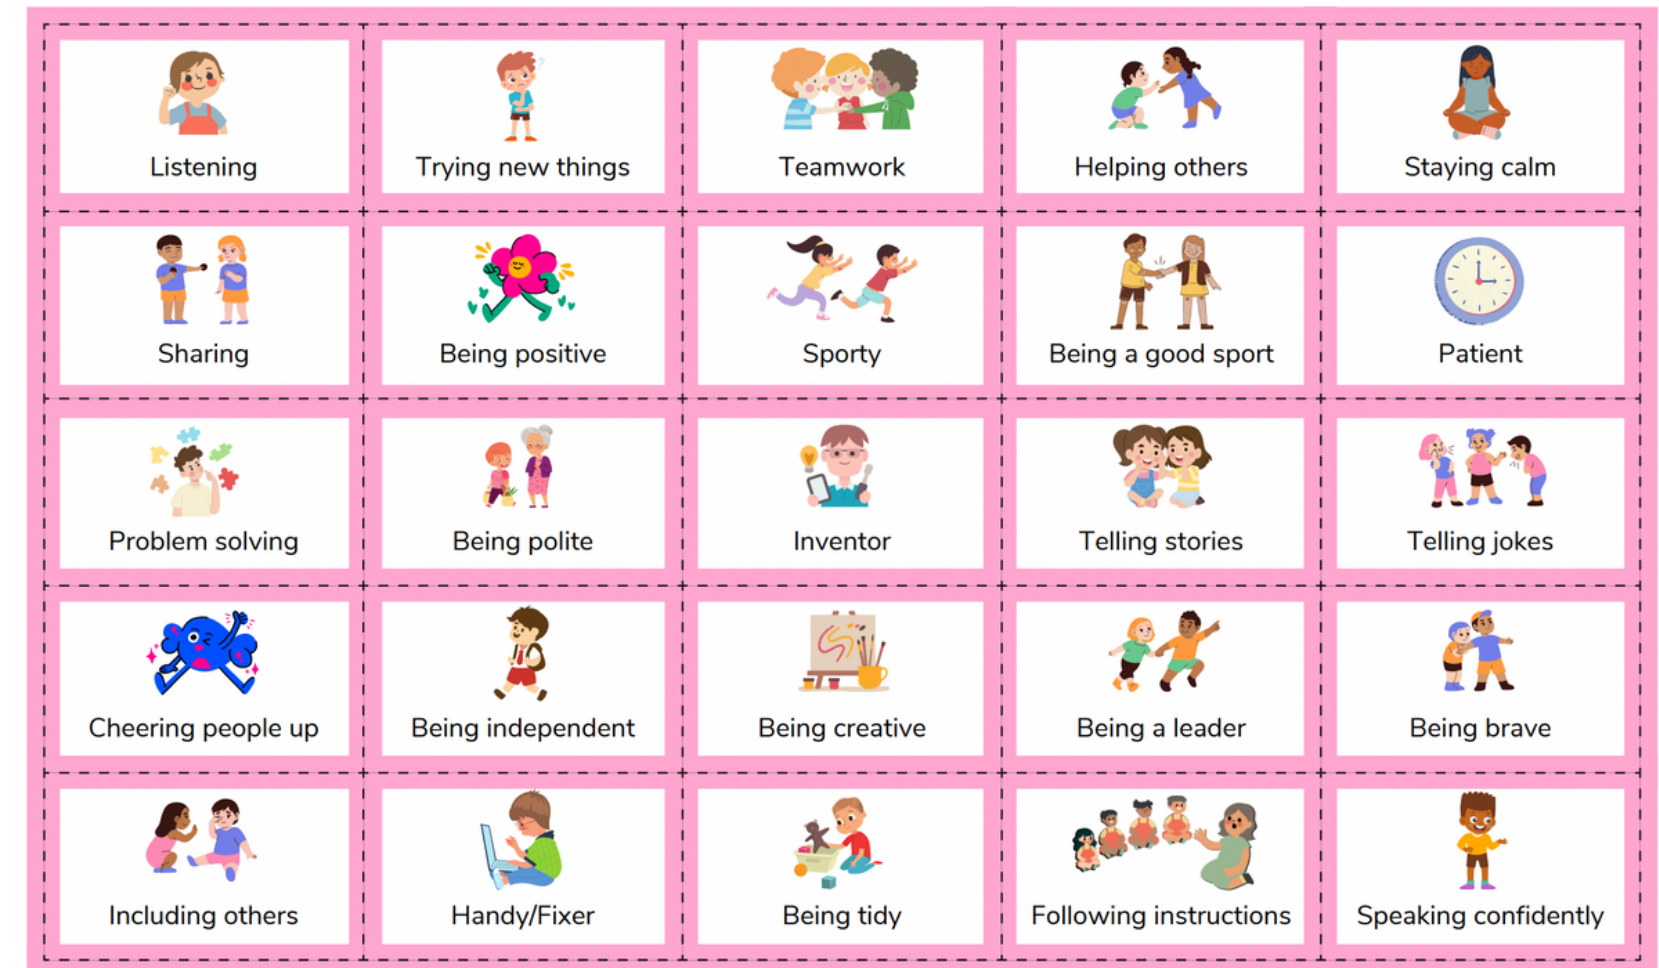 Listening
Trying new things
Teamwork
Helping others
Staying calm
Sharing
Being positive
Sporty
Being a good sport
Patient
Problem solving
Being polite
Inventor
Telling stories
Telling jokes
Cheering people up
Being independent
Being creative
Being a leader
Being brave
Including others
Handy/Fixer
Being tidy
Following instructions
Speaking confidently